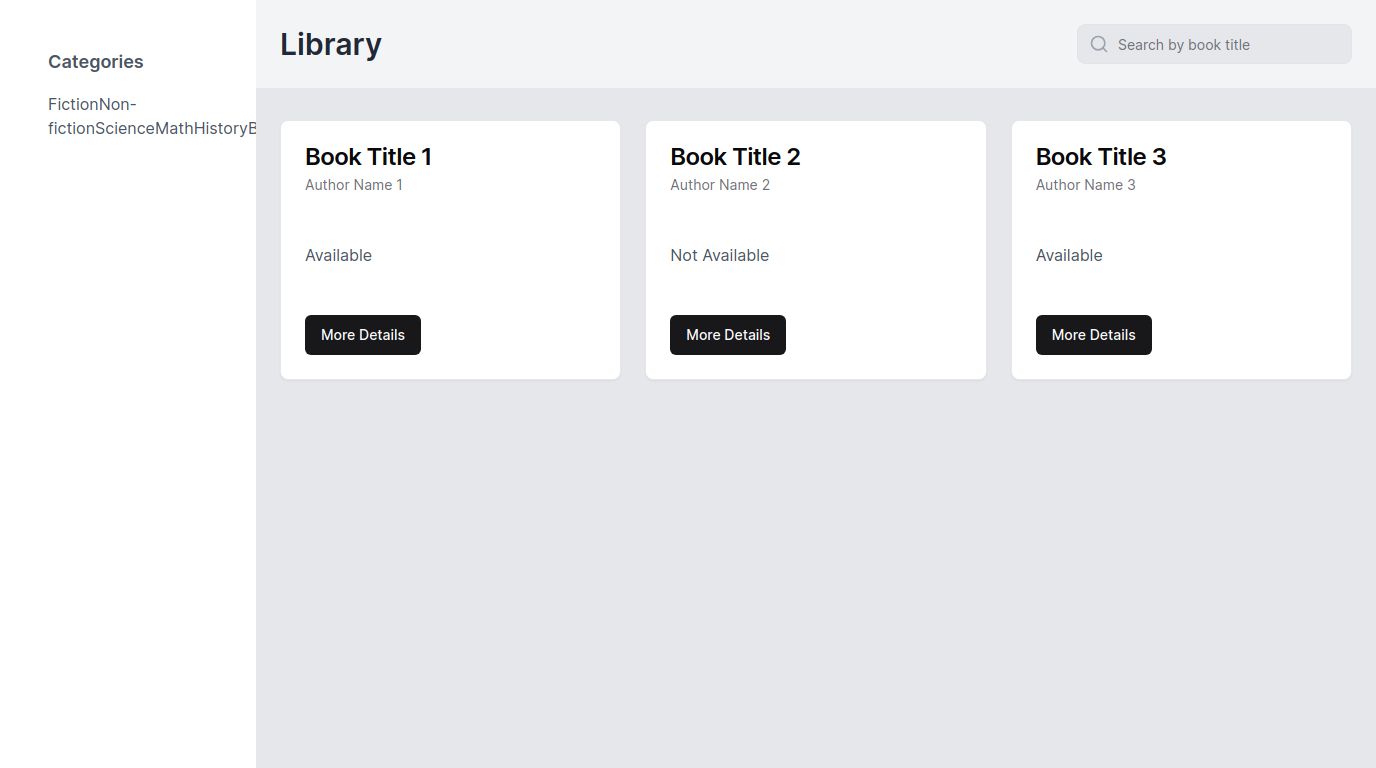 Categories
FictionNon-
fictionScienceMathHistoryB
Library
Search by book title
Book Title 1
Author Name 1
Available
More Details
Book Title 2
Author Name 2
Not Available
More Details
Book Title 3
Author Name 3
Available
More Details